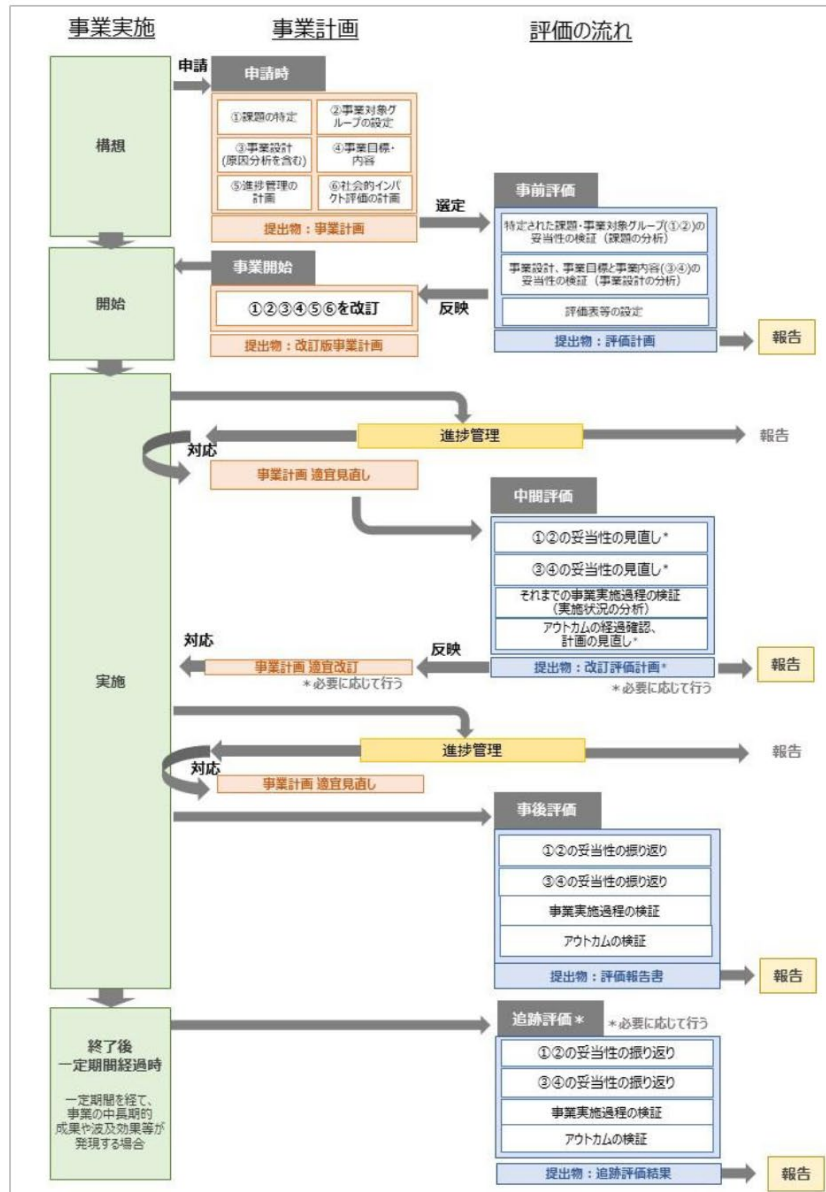 事業実施
事業計画
評価の流れ
構想
申請
申請時
①課題の特定
②事業対象グ
ループの設定
③事業設計
(原因分析を含む)
④事業目標・
内容
⑤進捗管理の
計画
⑥社会的インパ
クト評価の計画
提出物：事業計画
選定
事前評価
特定された課題・事業対象グループ(①②)の
妥当性の検証（課題の分析）
事業設計、事業目標と事業内容(③④)の
妥当性の検証（事業設計の分析）
評価表等の設定
提出物：評価計画
報告
開始
事業開始
①②③④⑤⑥を改訂
提出物：改訂版事業計画
反映
実施
進捗管理
報告
対応
事業計画 適宜見直し
中間評価
①②の妥当性の見直し*
③④の妥当性の見直し*
それまでの事業実施過程の検証
（実施状況の分析）
アウトカムの経過確認、
計画の見直し*
提出物：改訂評価計画*
*必要に応じて行う
報告
対応
反映
事業計画 適宜改訂
*必要に応じて行う
進捗管理
報告
対応
事業計画 適宜見直し
事後評価
①②の妥当性の振り返り
③④の妥当性の振り返り
事業実施過程の検証
アウトカムの検証
提出物：評価報告書
報告
終了後
一定期間経過時
一定期間を経て、
事業の中長期的
成果や波及効果等が
発現する場合
追跡評価*
*必要に応じて行う
①②の妥当性の振り返り
③④の妥当性の振り返り
事業実施過程の検証
アウトカムの検証
提出物：追跡評価結果
報告